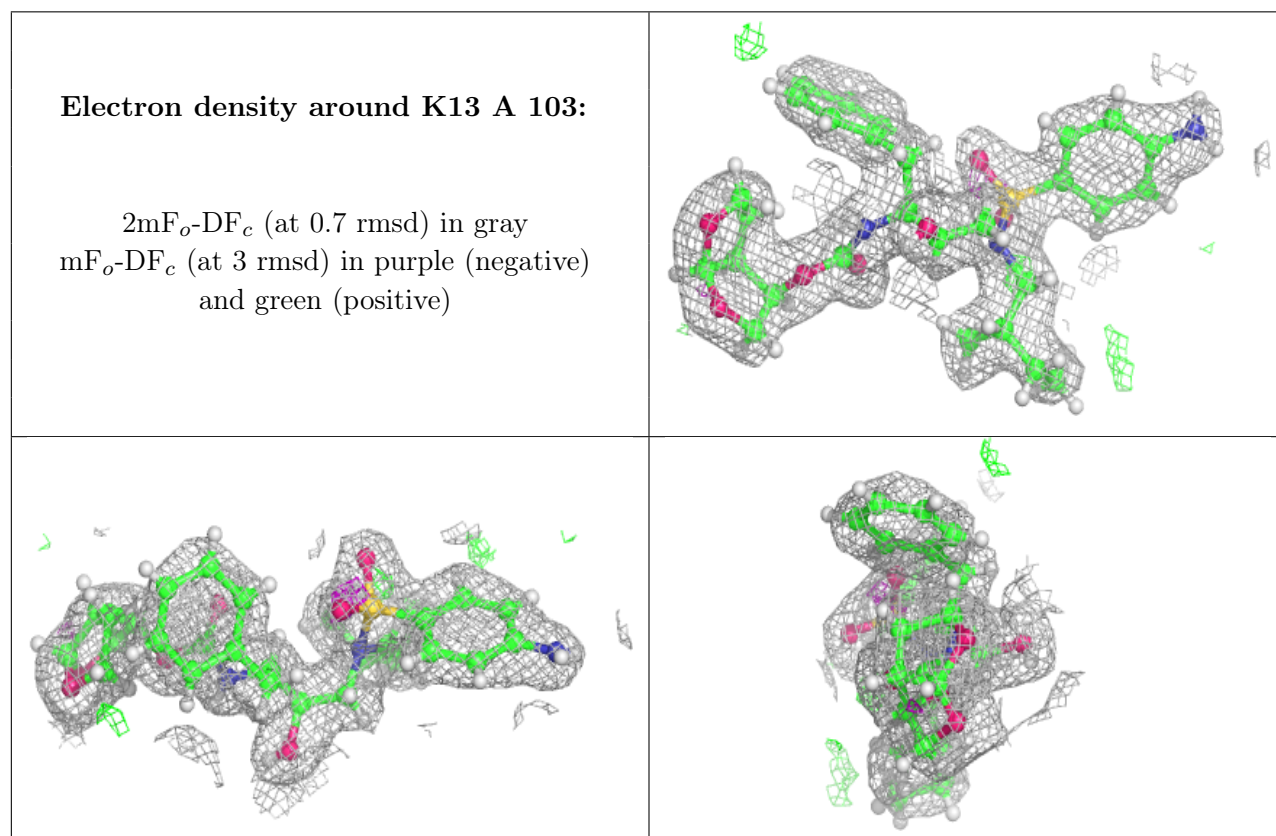 Electron density around K13 A 103:
2mFo-DFc (at 0.7 rmsd) in gray
mFo-DFc (at 3 rmsd) in purple (negative)
and green (positive)